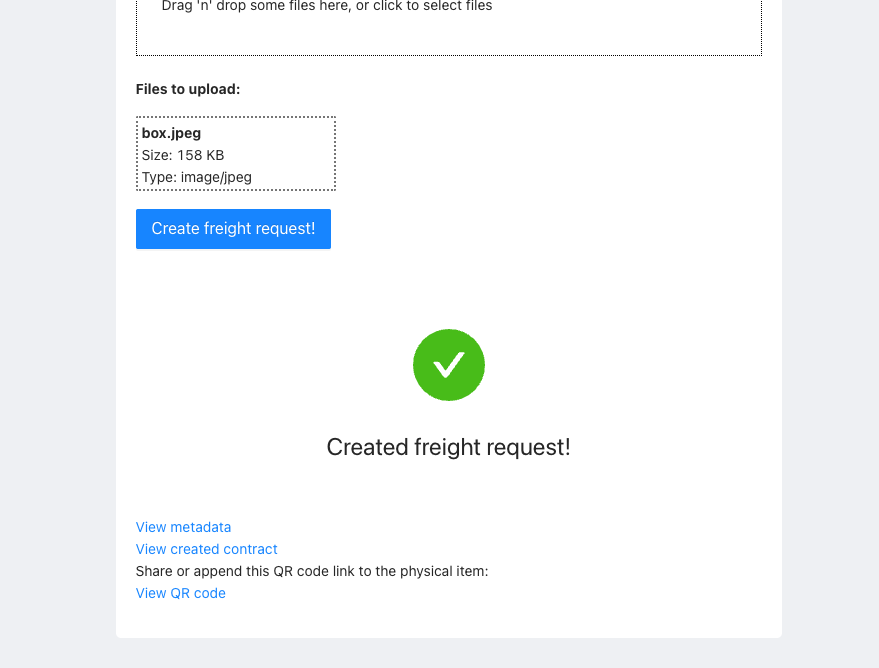 Drag 'n' drop some files here, or click to select files
Files to upload:
box.jpeg
Size: 158 KB
Type: image/jpeg
Create freight request!
Created freight request!
View metadata
View created contract
Share or append this QR code link to the physical item:
View QR code